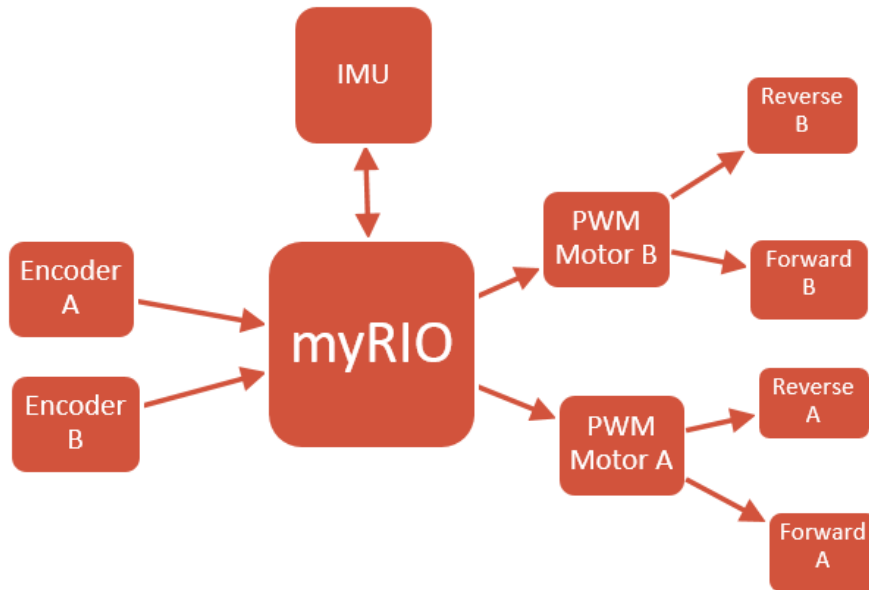 IMU
Reverse
B
PWM
Motor B
Encoder
A
Forward
B
myRIO
Reverse
A
Encoder
B
PWM
Motor A
Forward
A